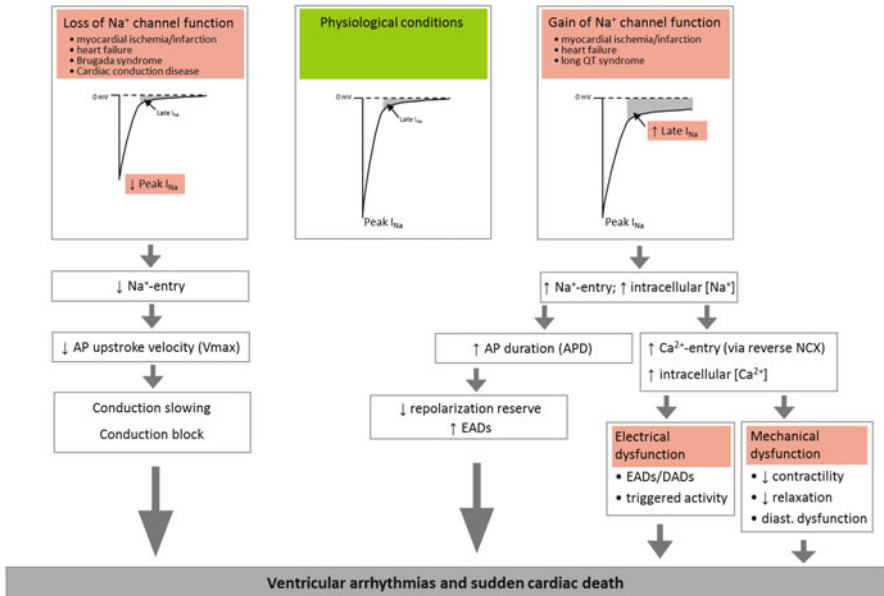 Loss of Na⁺ channel function
• myocardial ischemia/infarction
• heart failure
• Brugada syndrome
• Cardiac conduction disease
0 mV
Late I_Na
↓ Peak I_Na
↓ Na⁺-entry
↓ AP upstroke velocity (Vmax)
Conduction slowing
Conduction block
Physiological conditions
0 mV
Late I_Na
Peak I_Na
Gain of Na⁺ channel function
• myocardial ischemia/infarction
• heart failure
• long QT syndrome
0 mV
↑ Late I_Na
Peak I_Na
↑ Na⁺-entry; ↑ intracellular [Na⁺]
↑ AP duration (APD)
↓ repolarization reserve
↑ EADs
↑ Ca²⁺-entry (via reverse NCX)
↑ intracellular [Ca²⁺]
Electrical
dysfunction
• EADs/DADs
• triggered activity
Mechanical
dysfunction
• ↓ contractility
• ↓ relaxation
• diast. dysfunction
Ventricular arrhythmias and sudden cardiac death